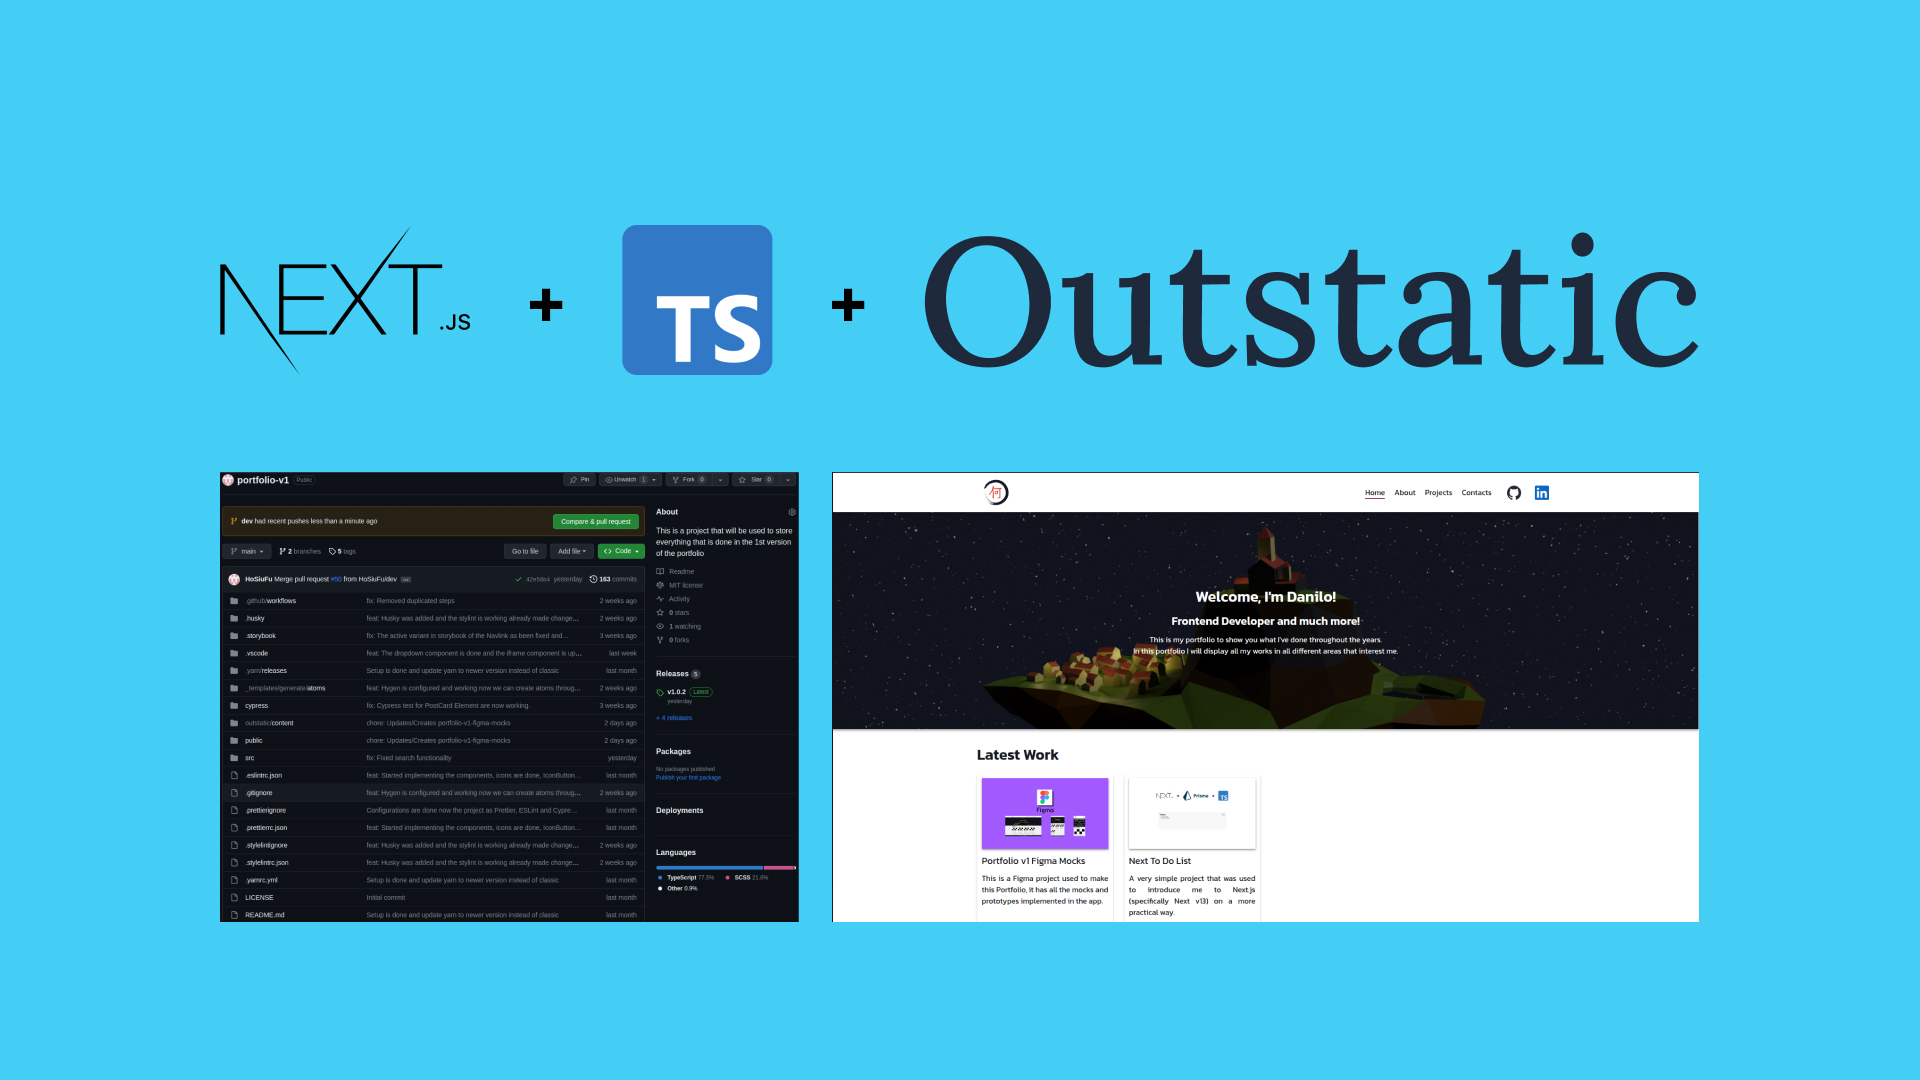 NEXT.JS + TS + Outstatic
portfolio-v1 Public
Pin Unwatch 1 Fork 0 Star 0
dev had recent pushes less than a minute ago
Compare & pull request
main 2 branches 5 tags
Go to file Add file Code
HoSiuFu Merge pull request #50 from HoSiuFu/dev
yesterday 163 commits
.github/workflows fix: Removed duplicated steps 2 weeks ago
.husky feat: Husky was added and the stylint is working already made change... 2 weeks ago
.storybook fix: The active variant in storybook of the Navlink as been fixed and... 3 weeks ago
.vscode feat: The dropdown component is done and the iframe component is up... last week
.yarn/releases Setup is done and update yarn to newer version instead of classic last month
_templates/generate/atoms feat: Hygen is configured and working now we can create atoms throug... 2 weeks ago
cypress fix: Cypress test for PostCard Element are now working. 3 weeks ago
outstatic/content chore: Updates/Creates portfolio-v1-figma-mocks 2 days ago
public chore: Updates/Creates portfolio-v1-figma-mocks 2 days ago
src fix: Fixed search functionality yesterday
.eslintrc.json feat: Started implementing the components, icons are done, IconButton... last month
.gitignore feat: Hygen is configured and working now we can create atoms throug... 2 weeks ago
.prettierignore Configurations are done now the project as Prettier, ESLint and Cypre... last month
.prettierrc.json feat: Started implementing the components, icons are done, IconButton... last month
.stylelintignore feat: Husky was added and the stylint is working already made change... 2 weeks ago
.stylelintrc.json feat: Husky was added and the stylint is working already made change... 2 weeks ago
.yarnrc.yml Setup is done and update yarn to newer version instead of classic last month
LICENSE Initial commit last month
README.md Setup is done and update yarn to newer version instead of classic last month
About
This is a project that will be used to store
everything that is done in the 1st version
of the portfolio
Readme
MIT license
Activity
0 stars
1 watching
0 forks
Releases 5
v1.0.2 Latest
yesterday
+ 4 releases
Packages
No packages published
Publish your first package
Deployments
Languages
TypeScript 77.5% SCSS 21.6%
Other 0.9%
何
Home About Projects Contacts
in
Welcome, I'm Danilo!
Frontend Developer and much more!
This is my portfolio to show you what I've done throughout the years.
In this portfolio I will display all my works in all different areas that interest me.
Latest Work
Figma
Portfolio v1 Figma Mocks
This is a Figma project used to make
this Portfolio, it has all the mocks and
prototypes implemented in the app.
NEXT.JS + Prisma + TS
Next To Do List
A very simple project that was used
to introduce me to Next.js
(specifically Next v13) on a more
practical way.